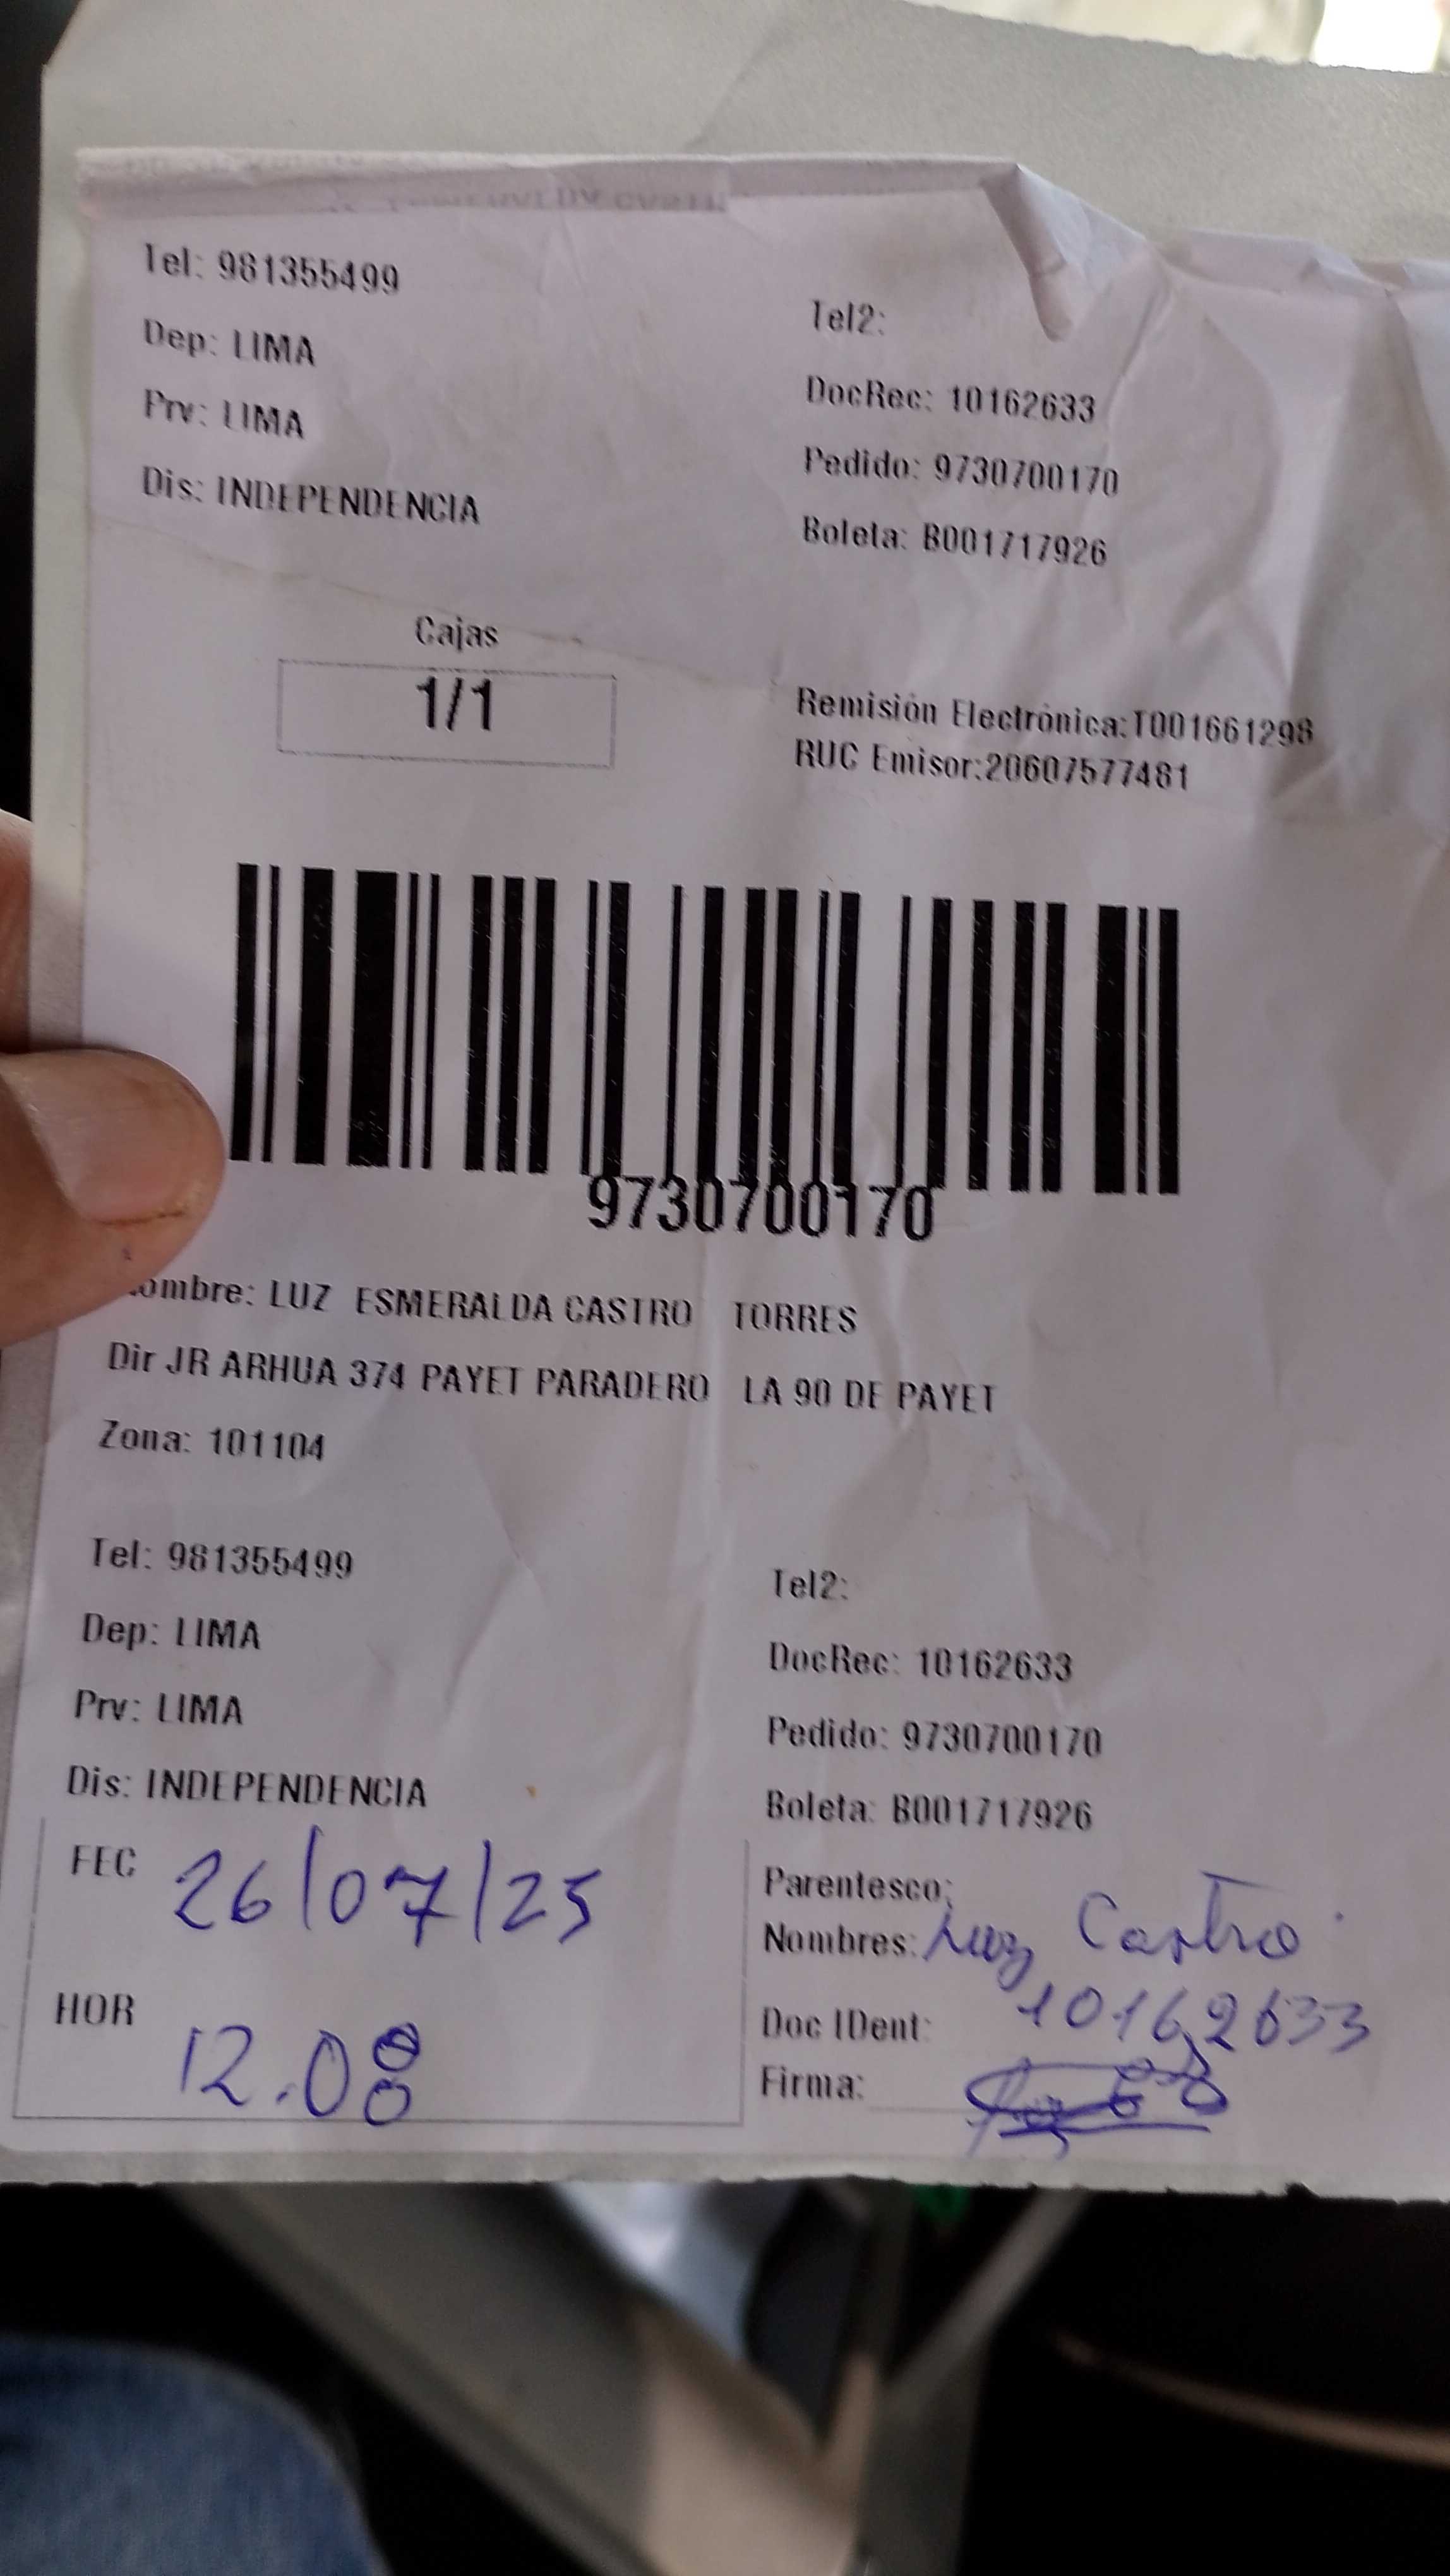 Tel: 981355499
Tel2:
Dep: LIMA
DocRec: 10162633
Prv: LIMA
Pedido: 9730700170
Dis: INDEPENDENCIA
Boleta: B001717926
Cajas
1/1
Remisión Electrónica:T001661298
RUC Emisor:20607577481
9730700170
ombre: LUZ ESMERALDA CASTRO TORRES
Dir JR ARHUA 374 PAYET PARADERO LA 90 DE PAYET
Zona: 101104
Tel: 981355499
Tel2:
Dep: LIMA
DocRec: 10162633
Prv: LIMA
Pedido: 9730700170
Dis: INDEPENDENCIA
Boleta: B001717926
FEC 26/07/25
Parentesco:
Nombres: Luz Castro
HOR 12.08
Doc IDent: 10162633
Firma: